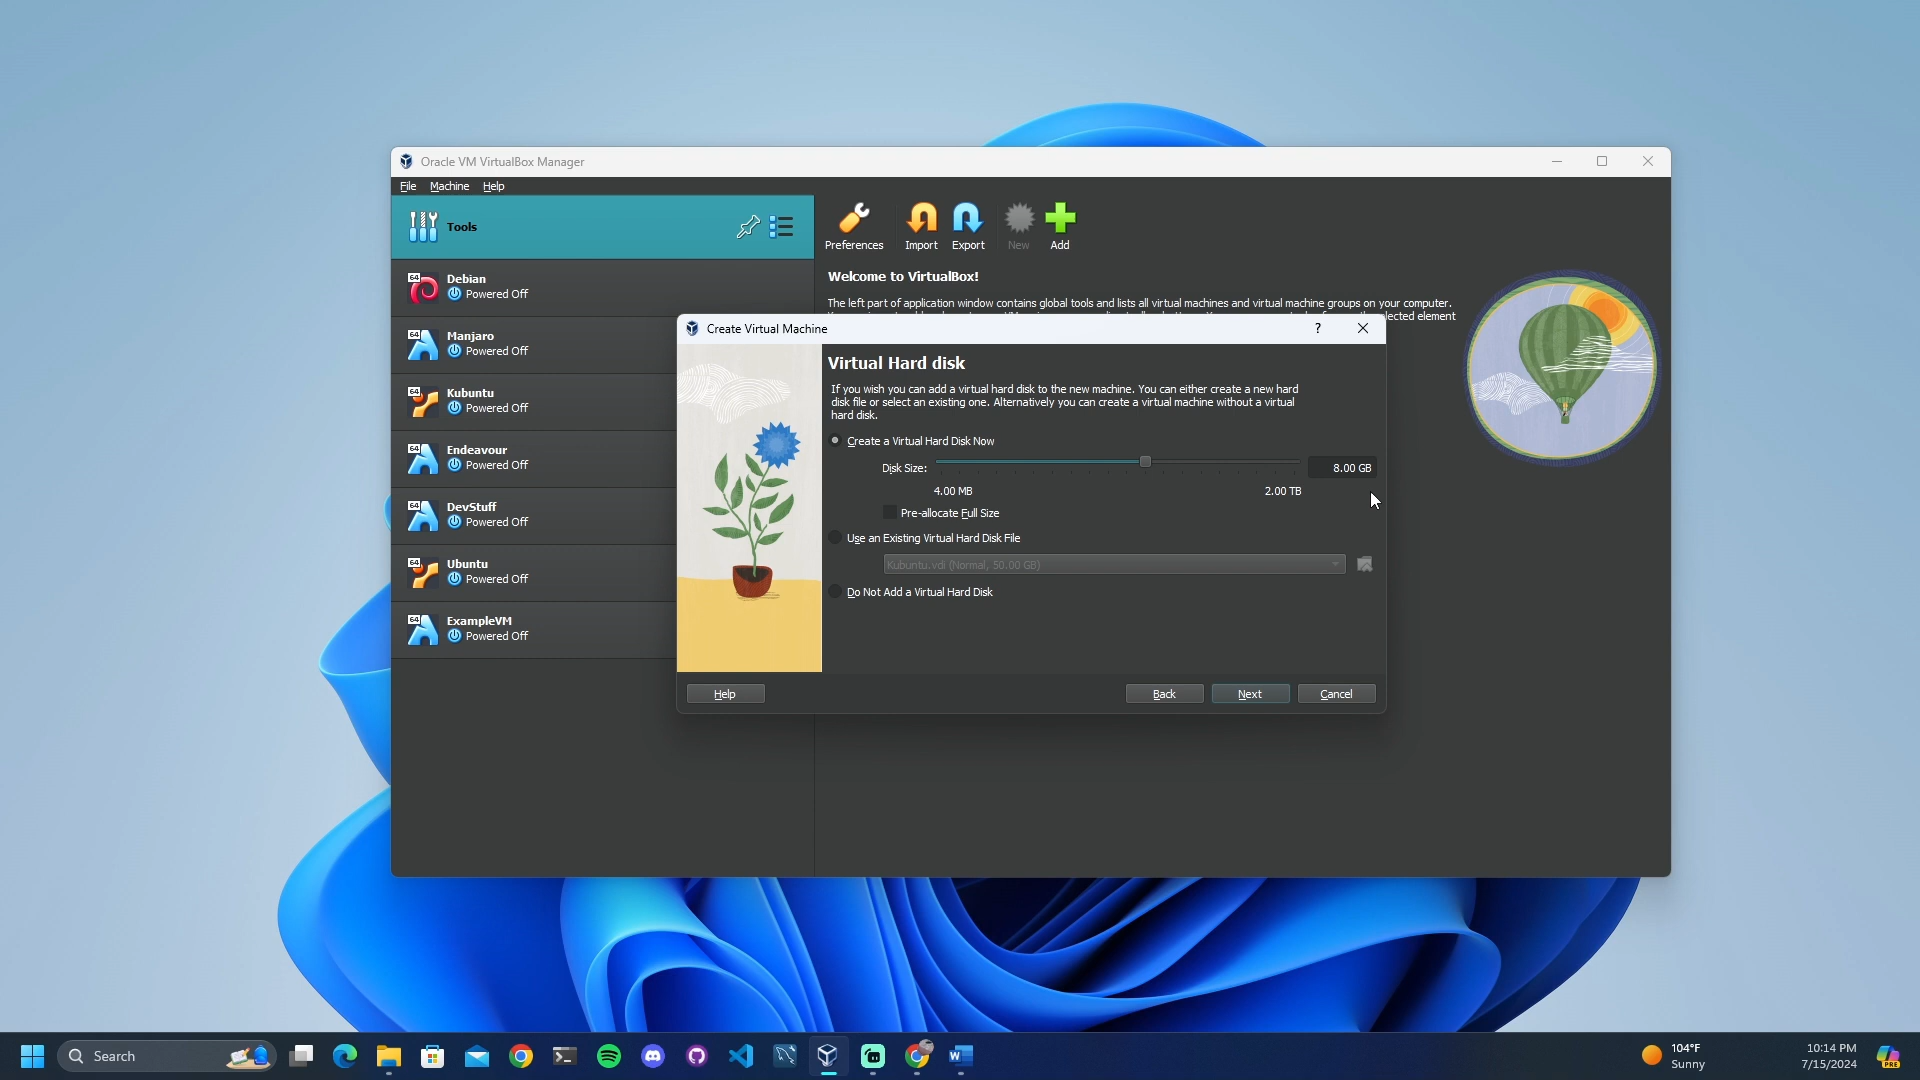 Oracle VM VirtualBox Manager
File Machine Help
Tools
Preferences Import Export New Add
64 Debian
Powered Off
64 Manjaro
Powered Off
64 Kubuntu
Powered Off
64 Endeavour
Powered Off
64 DevStuff
Powered Off
64 Ubuntu
Powered Off
64 ExampleVM
Powered Off
Welcome to VirtualBox!
The left part of application window contains global tools and lists all virtual machines and virtual machine groups on your computer.
Create Virtual Machine ?
Virtual Hard disk
If you wish you can add a virtual hard disk to the new machine. You can either create a new hard
disk file or select an existing one. Alternatively you can create a virtual machine without a virtual
hard disk.
Create a Virtual Hard Disk Now
Disk Size: 8.00 GB
4.00 MB 2.00 TB
Pre-allocate Full Size
Use an Existing Virtual Hard Disk File
Kubuntu.vdi (Normal, 50.00 GB)
Do Not Add a Virtual Hard Disk
Help Back Next Cancel
Search
104°F
Sunny
10:14 PM
7/15/2024
PRE